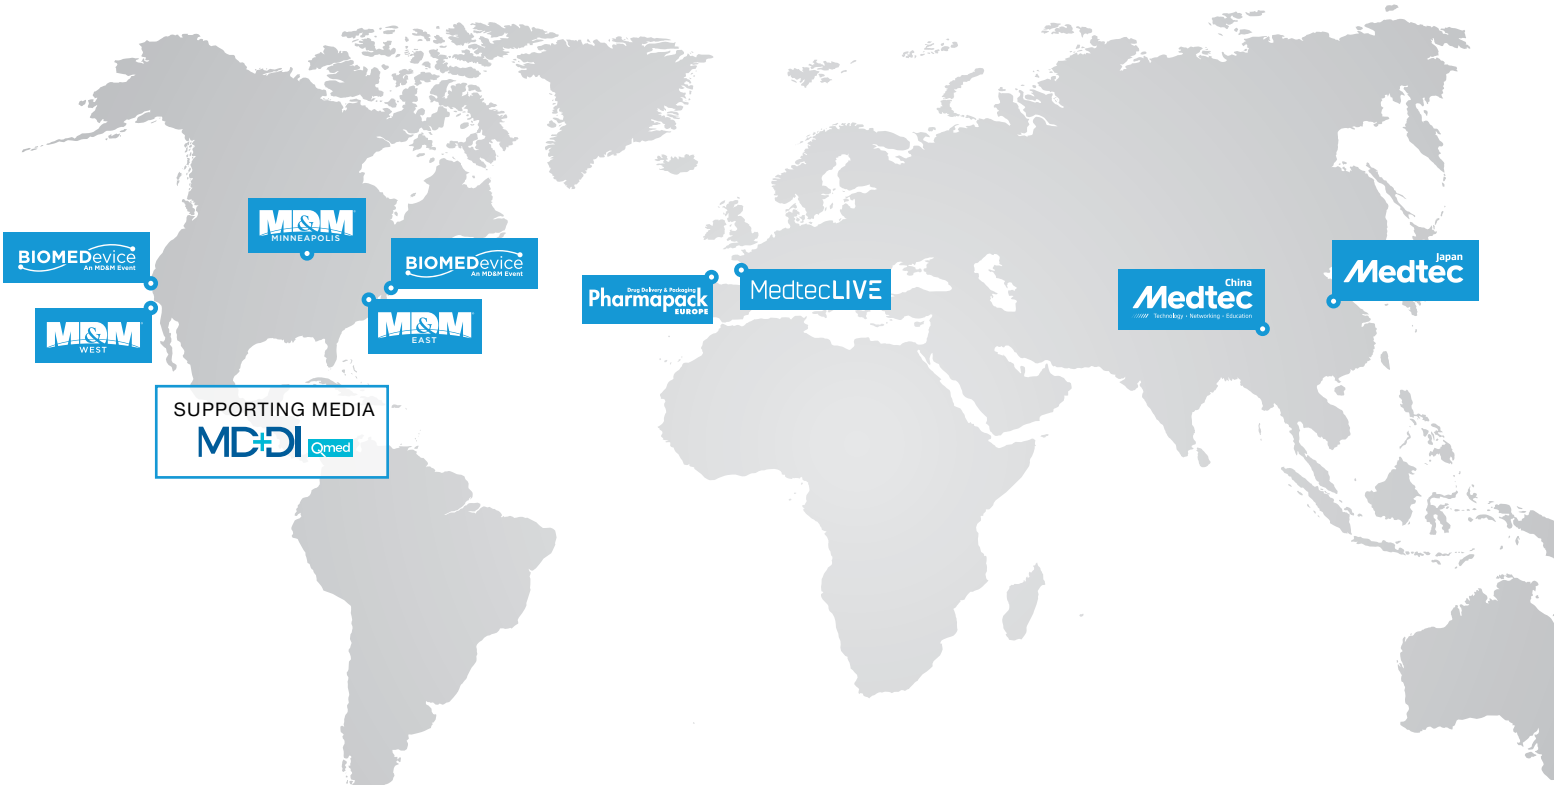 MD&M
MINNEAPOLIS
BIOMEDevice
An MD&M Event
BIOMEDevice
An MD&M Event
MD&M
WEST
MD&M
EAST
SUPPORTING MEDIA
MD+DI Qmed
Drug Delivery & Packaging
Pharmapack
EUROPE
MedtecLIVE
China
Medtec
Technology • Networking • Education
Japan
Medtec